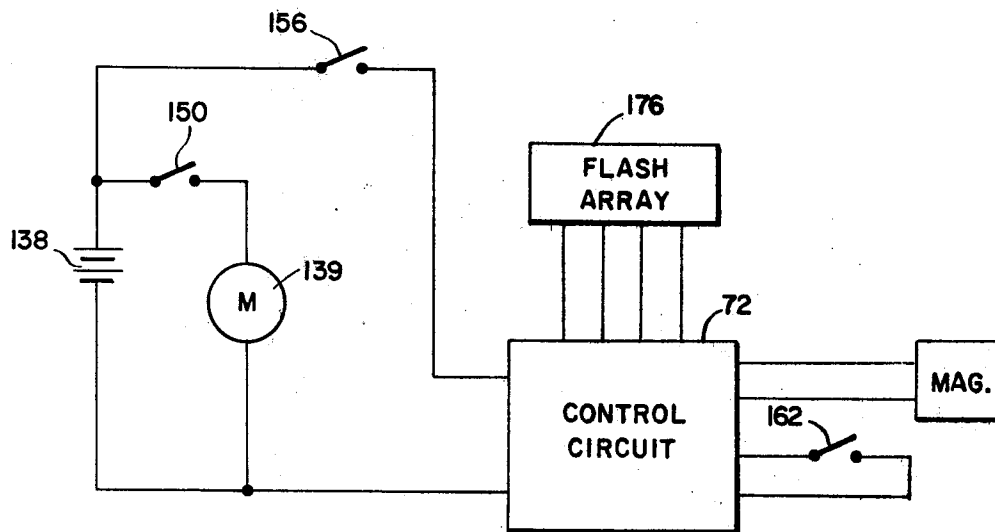 156
150
176
FLASH
ARRAY
138
139
M
72
MAG.
CONTROL
CIRCUIT
162